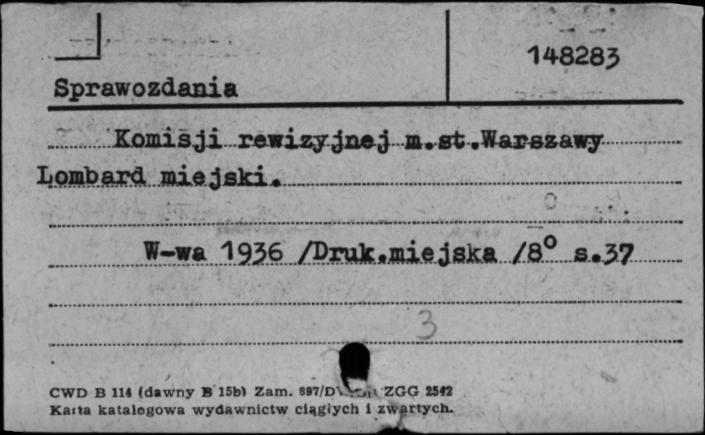 148283
Sprawozdania
Komisji rewizyjnej m.st.Warszawy
Lombard miejski.
W-wa 1936 /Druk.miejska /8° s.37
3
CWD B 114 (dawny B 15b) Zam. 697/D ZGG 2542
Karta katalogowa wydawnictw ciągłych i zwartych.